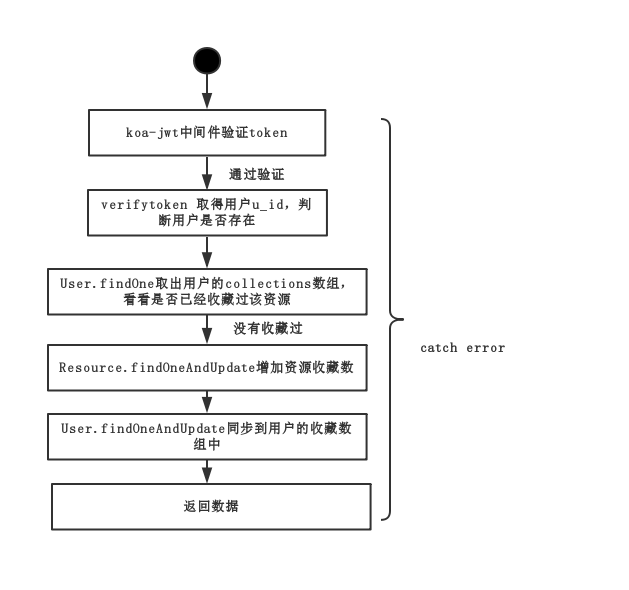 koa-jwt中间件验证token
通过验证
verifytoken 取得用户u_id，判
断用户是否存在
User.findOne取出用户的collections数组，
看看是否已经收藏过该资源
没有收藏过
Resource.findOneAndUpdate增加资源收藏数
User.findOneAndUpdate同步到用户的收藏数
组中
返回数据
catch error